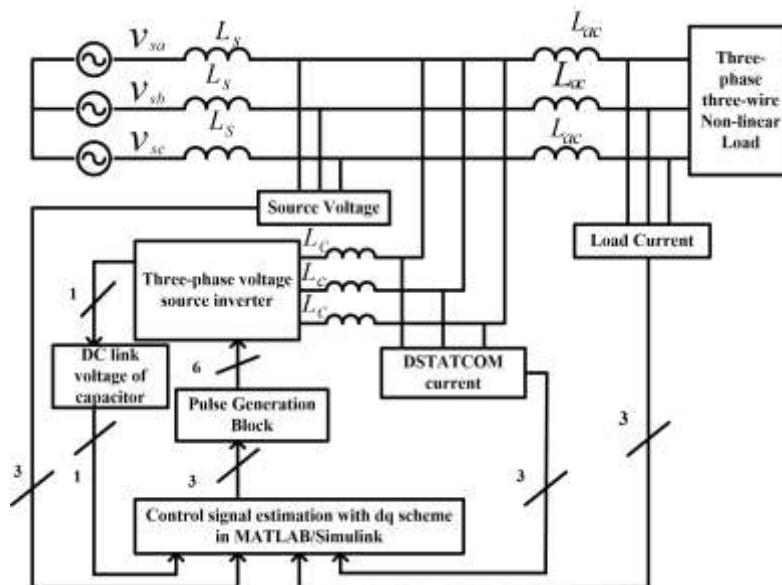 v_sa
L_s
L_ac
v_sb
L_s
L_ac
v_sc
L_s
L_ac
Three-
phase
three-wire
Non-linear
Load
Source Voltage
Load Current
Three-phase voltage
source inverter
L_C
L_C
L_C
1
DC link
voltage of
capacitor
6
DSTATCOM
current
Pulse Generation
Block
3
1
3
3
3
Control signal estimation with dq scheme
in MATLAB/Simulink